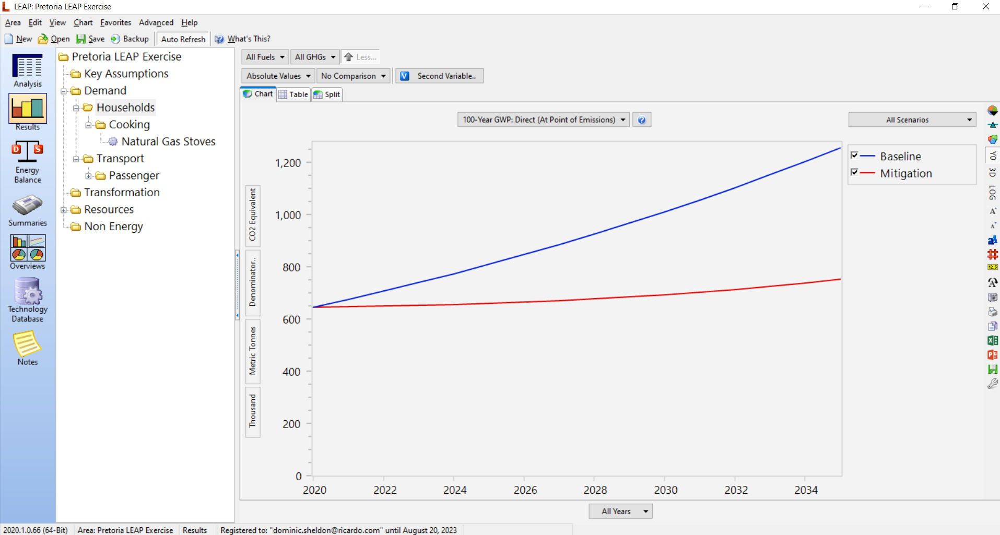 LEAP: Pretoria LEAP Exercise
Area Edit View Chart Favorites Advanced Help
New Open Save Backup Auto Refresh What's This?
Analysis
Results
Energy
Balance
Summaries
Overviews
Technology
Database
Notes
Pretoria LEAP Exercise
Key Assumptions
Demand
Households
Cooking
Natural Gas Stoves
Transport
Passenger
Transformation
Resources
Non Energy
All Fuels All GHGs Less...
Absolute Values No Comparison V Second Variable..
Chart Table Split
100-Year GWP: Direct (At Point of Emissions) ?
All Scenarios
Baseline
Mitigation
CO2 Equivalent
Denominator..
Metric Tonnes
Thousand
1,200
1,000
800
600
400
200
0
2020 2022 2024 2026 2028 2030 2032 2034
All Years
Y0
3D
LOG
A
A
12.5
2020.1.0.66 (64-Bit) Area: Pretoria LEAP Exercise Results Registered to: "dominic.sheldon@ricardo.com" until August 20, 2023